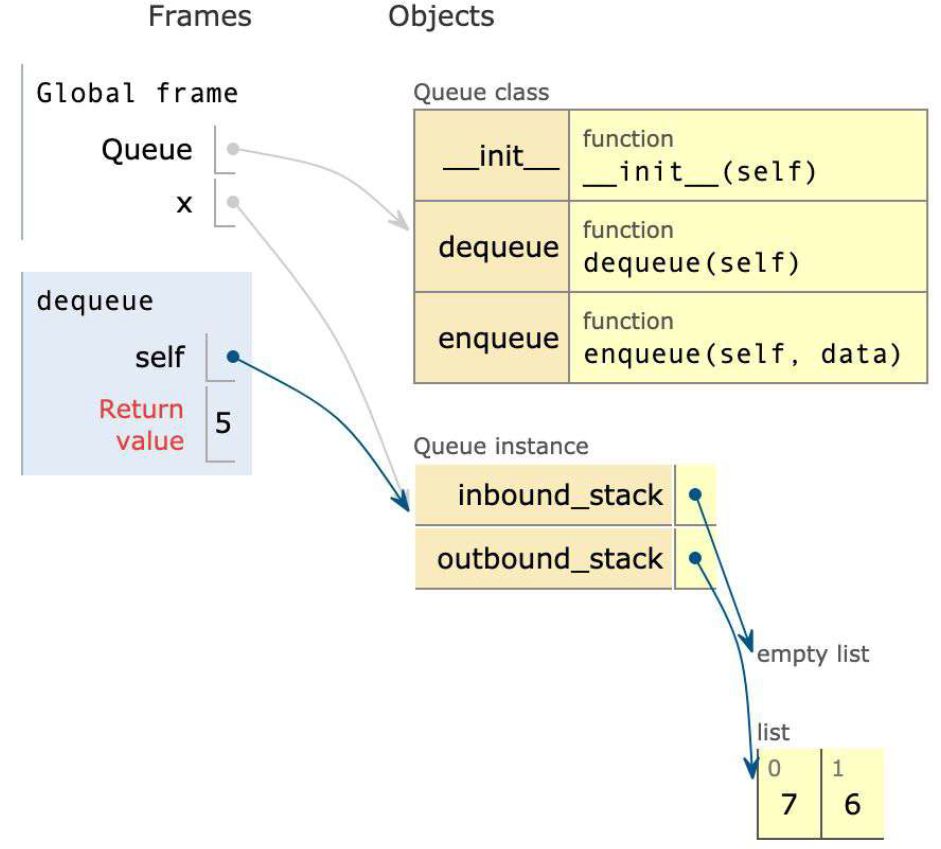 Frames Objects
Global frame
Queue
x
dequeue
self
Return
value
5
Queue class
__init__
function
__init__(self)
dequeue
function
dequeue(self)
enqueue
function
enqueue(self, data)
Queue instance
inbound_stack
outbound_stack
empty list
list
0 1
7 6